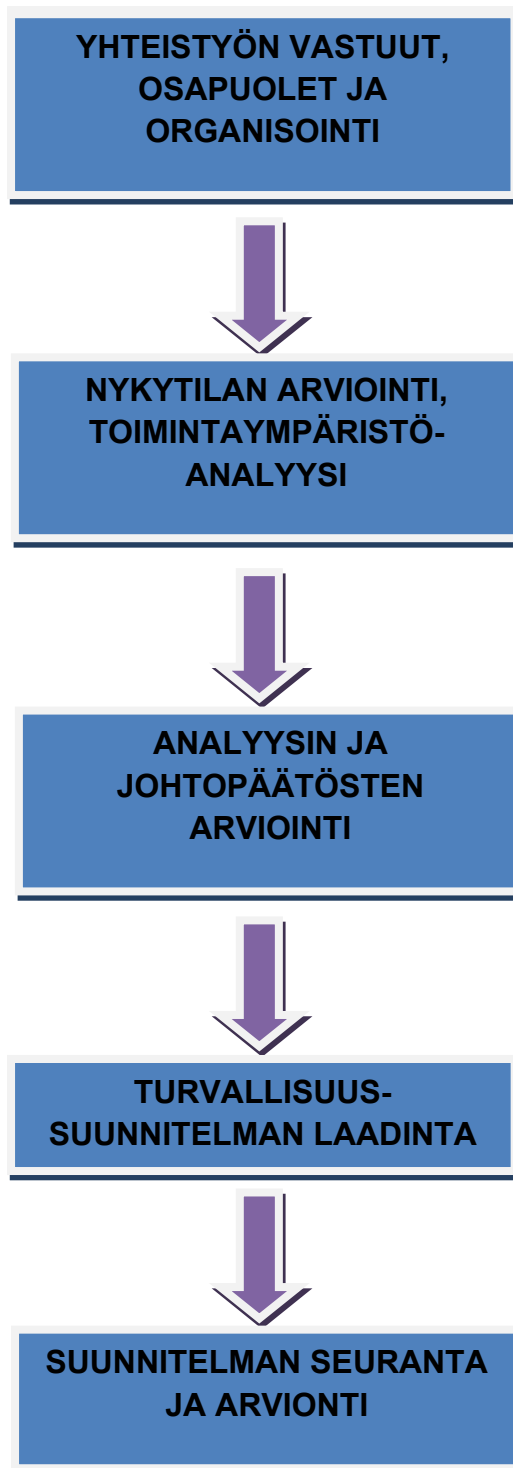 YHTEISTYÖN VASTUUT,
OSAPUOLET JA
ORGANISOINTI
NYKYTILAN ARVIOINTI,
TOIMINTAYMPÄRISTÖ-
ANALYYSI
ANALYYSIN JA
JOHTOPÄÄTÖSTEN
ARVIOINTI
TURVALLISUUS-
SUUNNITELMAN LAADINTA
SUUNNITELMAN SEURANTA
JA ARVIONTI